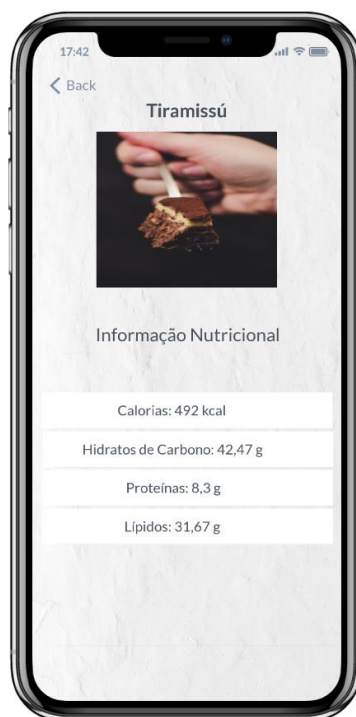 17:42
Back
Tiramissú
Informação Nutricional
Calorias: 492 kcal
Hidratos de Carbono: 42,47 g
Proteínas: 8,3 g
Lípidos: 31,67 g